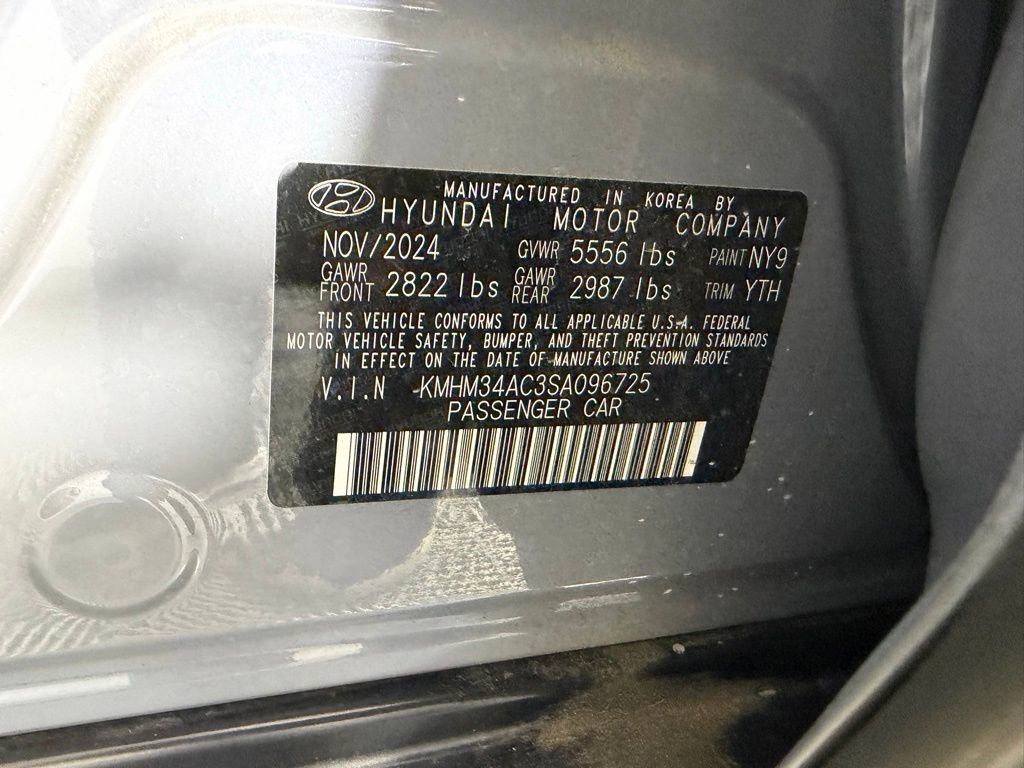 MANUFACTURED IN KOREA BY
HYUNDAI MOTOR COMPANY
NOV/2024 GVWR 5556 lbs PAINT NY9
GAWR FRONT 2822 lbs GAWR REAR 2987 lbs TRIM YTH
THIS VEHICLE CONFORMS TO ALL APPLICABLE U.S.A. FEDERAL
MOTOR VEHICLE SAFETY, BUMPER, AND THEFT PREVENTION STANDARDS
IN EFFECT ON THE DATE OF MANUFACTURE SHOWN ABOVE
V.I.N KMHM34AC3SA096725
PASSENGER CAR